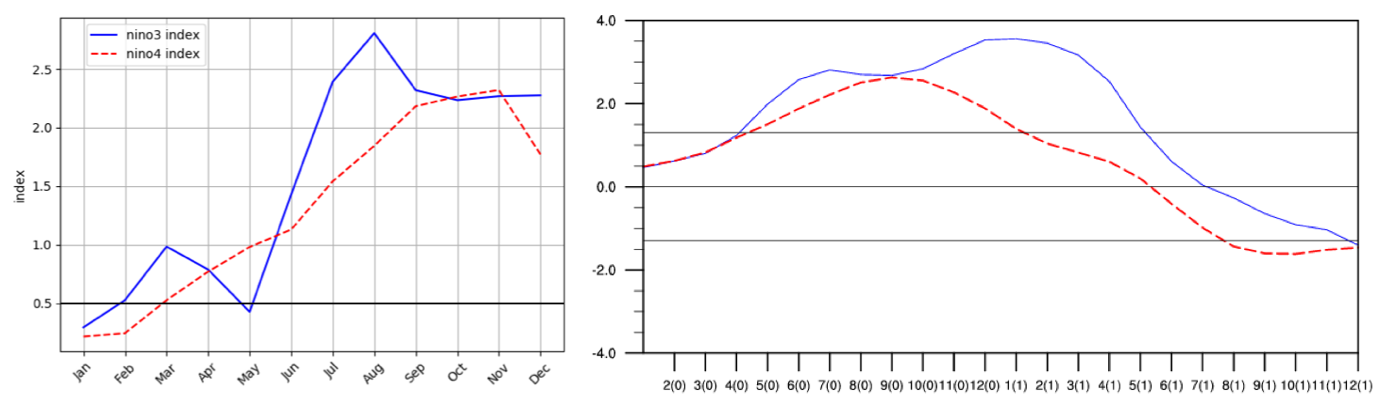 nino3 index
nino4 index
index
2.5
2.0
1.5
1.0
0.5
Jan Feb Mar Apr May Jun Jul Aug Sep Oct Nov Dec
4.0
2.0
0.0
-2.0
-4.0
2(0) 3(0) 4(0) 5(0) 6(0) 7(0) 8(0) 9(0) 10(0) 11(0) 12(0) 1(1) 2(1) 3(1) 4(1) 5(1) 6(1) 7(1) 8(1) 9(1) 10(1) 11(1) 12(1)